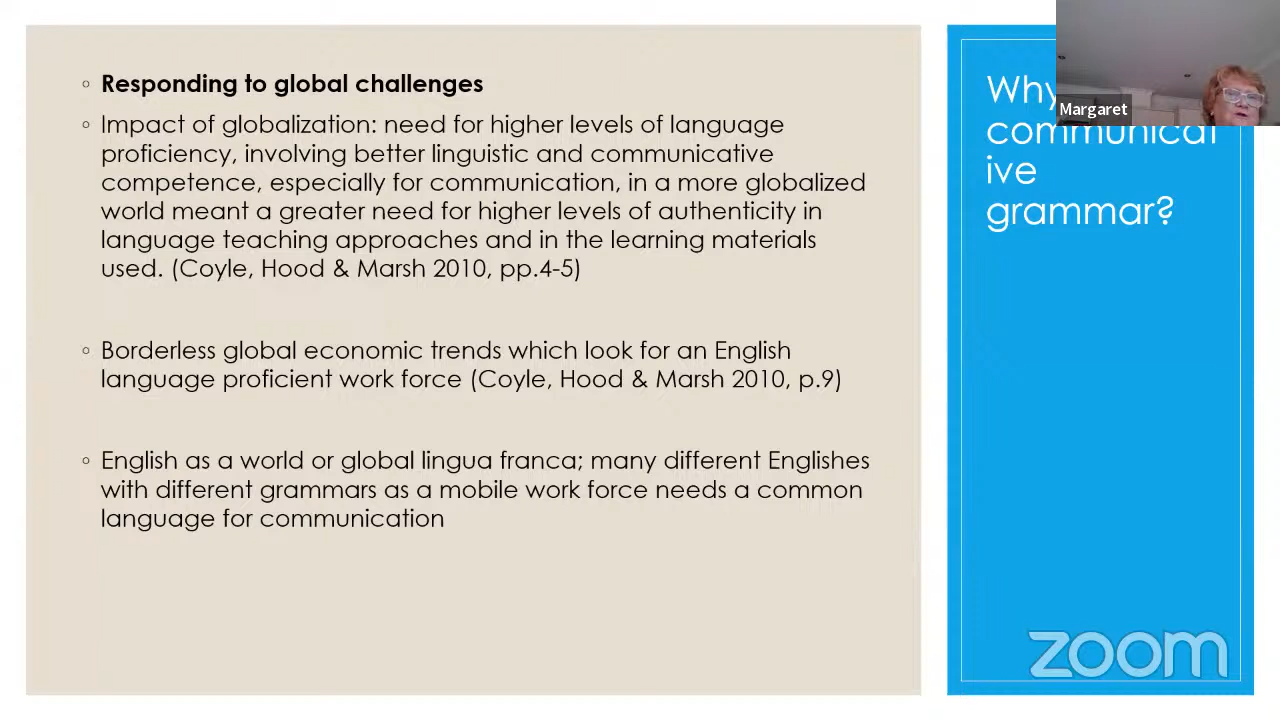 Responding to global challenges
Impact of globalization: need for higher levels of language
proficiency, involving better linguistic and communicative
competence, especially for communication, in a more globalized
world meant a greater need for higher levels of authenticity in
language teaching approaches and in the learning materials
used. (Coyle, Hood & Marsh 2010, pp.4-5)
Borderless global economic trends which look for an English
language proficient work force (Coyle, Hood & Marsh 2010, p.9)
English as a world or global lingua franca; many different Englishes
with different grammars as a mobile work force needs a common
language for communication
Why
communicat
ive
grammar?
Margaret
zoom